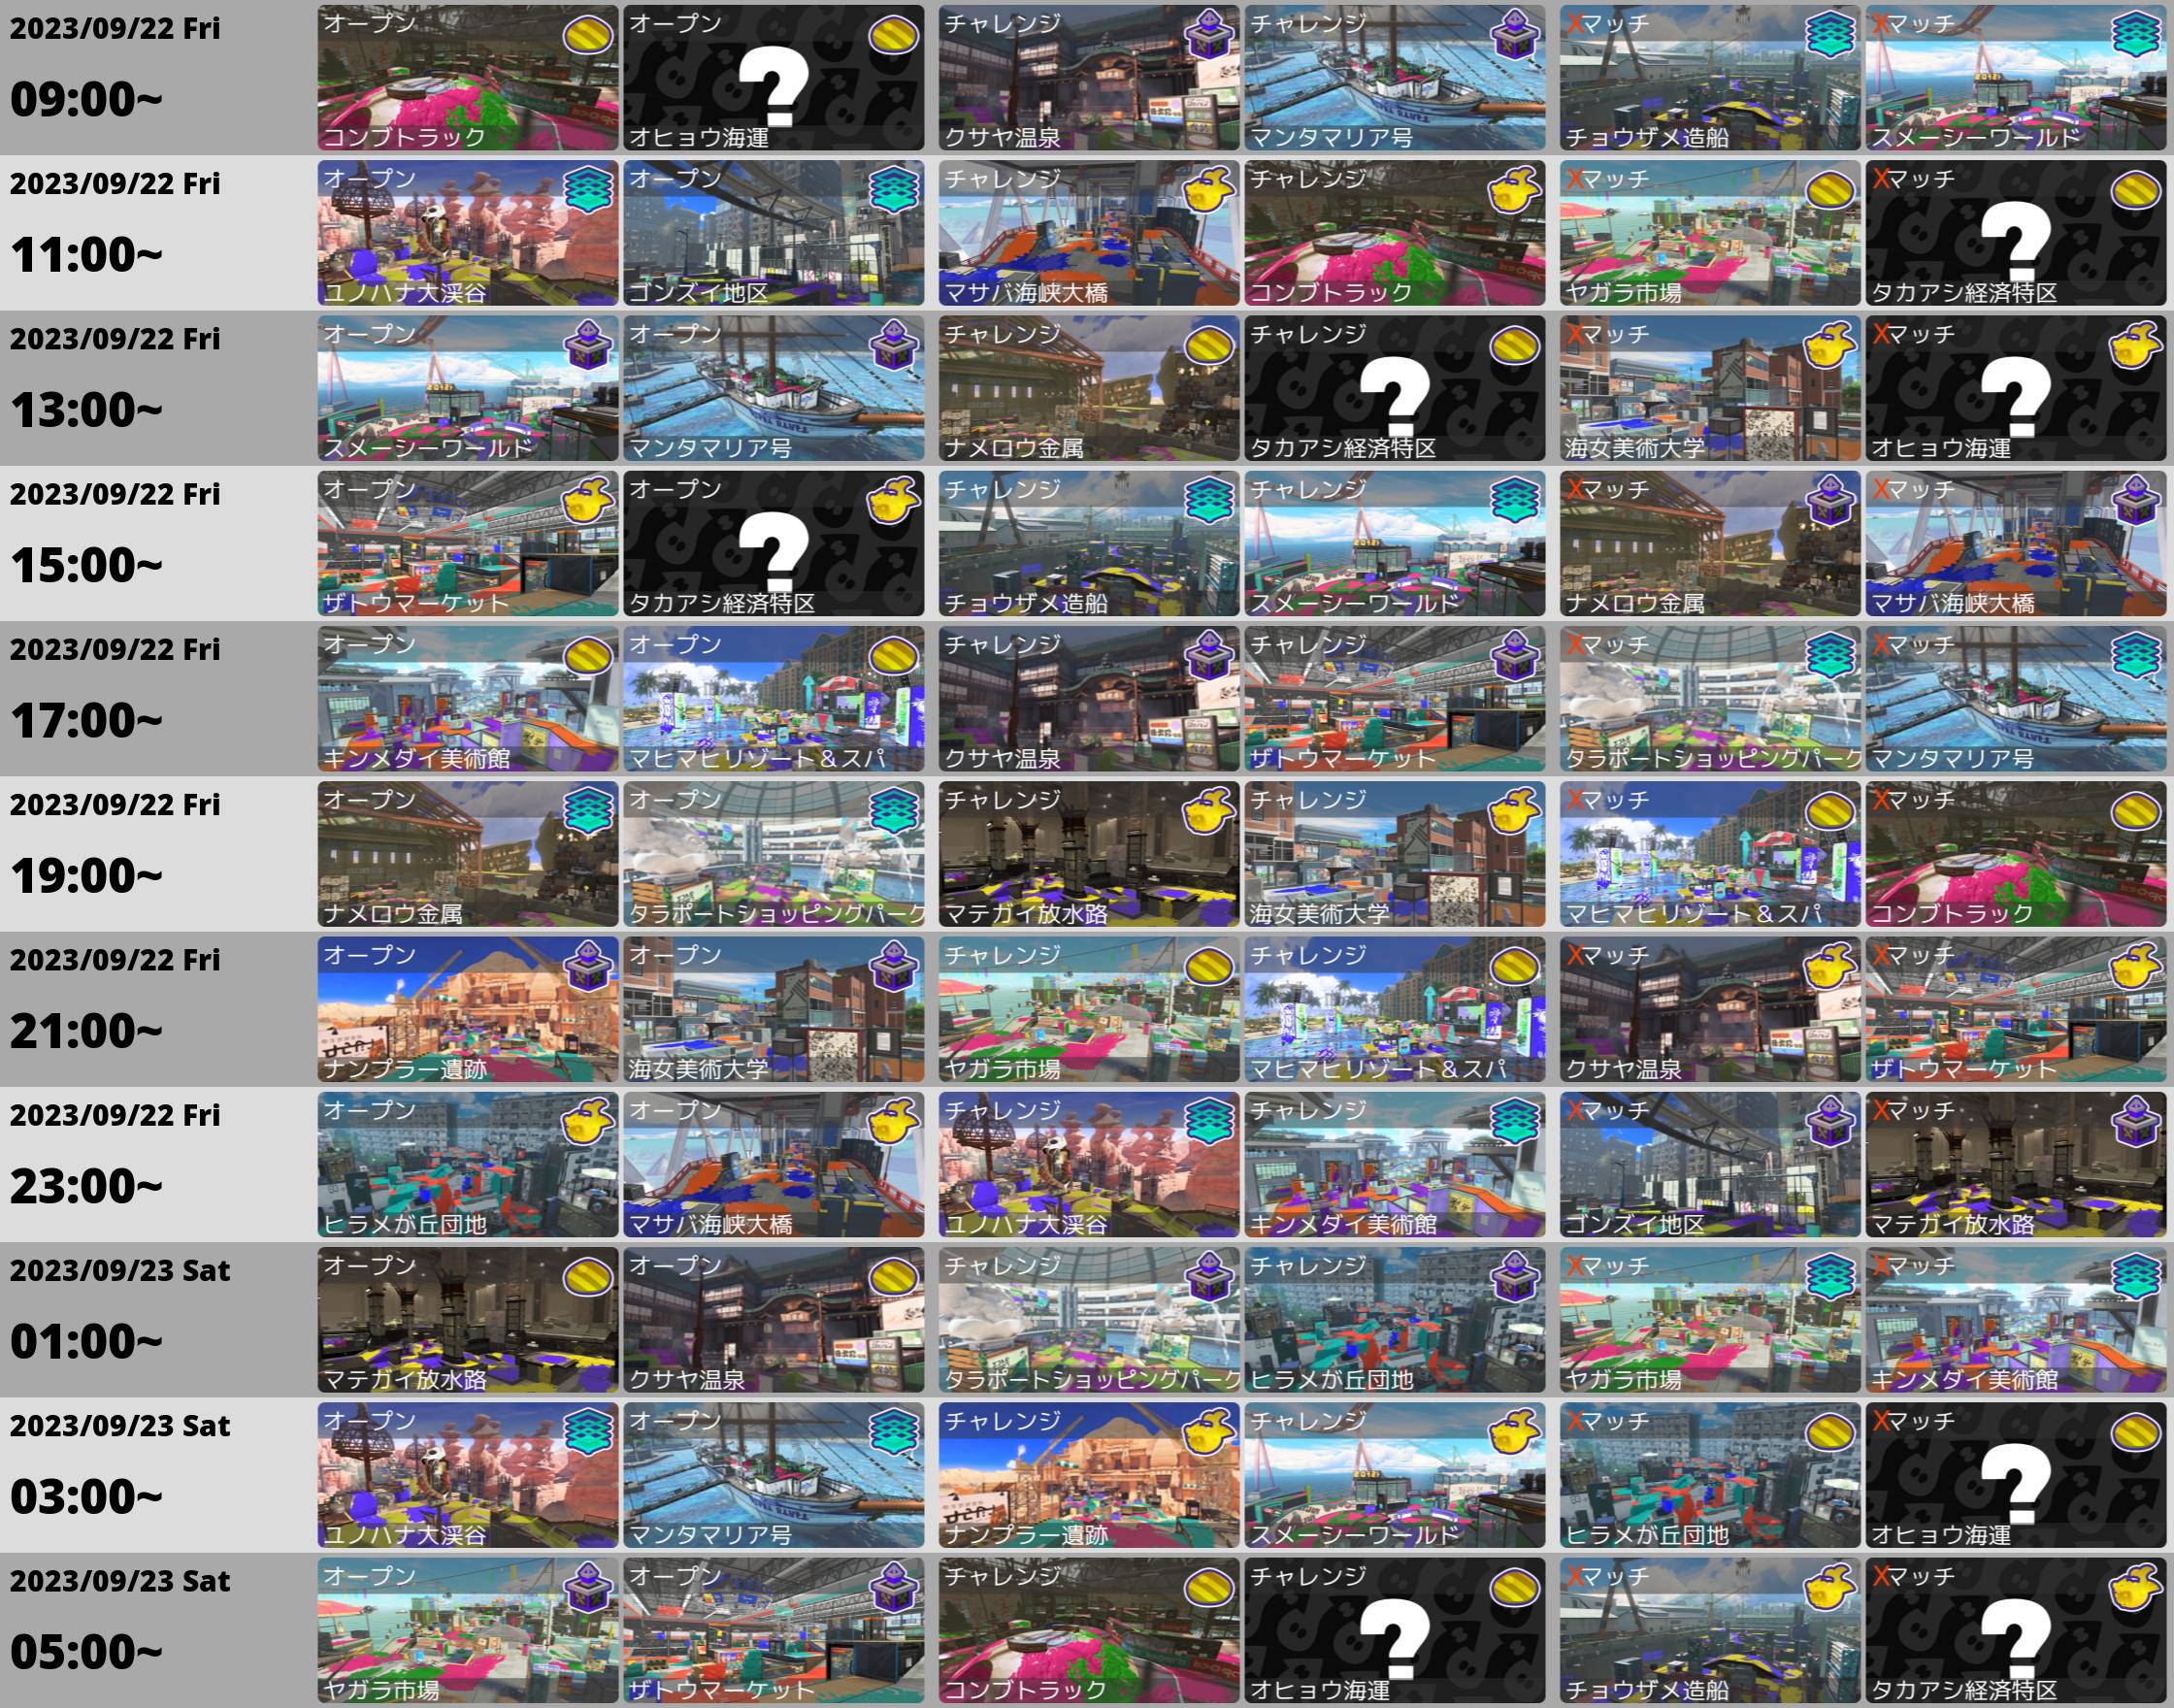 2023/09/22 Fri
09:00~
オープン
コンブトラック
オープン
オヒョウ海運
チャレンジ
クサヤ温泉
チャレンジ
マンタマリア号
Xマッチ
チョウザメ造船
Xマッチ
スメーシーワールド
2023/09/22 Fri
11:00~
オープン
ユノハナ大渓谷
オープン
ゴンズイ地区
チャレンジ
マサバ海峡大橋
チャレンジ
コンブトラック
Xマッチ
ヤガラ市場
Xマッチ
タカアシ経済特区
2023/09/22 Fri
13:00~
オープン
スメーシーワールド
オープン
マンタマリア号
チャレンジ
ナメロウ金属
チャレンジ
タカアシ経済特区
Xマッチ
海女美術大学
Xマッチ
オヒョウ海運
2023/09/22 Fri
15:00~
オープン
ザトウマーケット
オープン
タカアシ経済特区
チャレンジ
チョウザメ造船
チャレンジ
スメーシーワールド
Xマッチ
ナメロウ金属
Xマッチ
マサバ海峡大橋
2023/09/22 Fri
17:00~
オープン
キンメダイ美術館
オープン
マヒマヒリゾート＆スパ
チャレンジ
クサヤ温泉
チャレンジ
ザトウマーケット
Xマッチ
タラポートショッピングパーク
Xマッチ
マンタマリア号
2023/09/22 Fri
19:00~
オープン
ナメロウ金属
オープン
タラポートショッピングパーク
チャレンジ
マテガイ放水路
チャレンジ
海女美術大学
Xマッチ
マヒマヒリゾート＆スパ
Xマッチ
コンブトラック
2023/09/22 Fri
21:00~
オープン
ナンプラー遺跡
オープン
海女美術大学
チャレンジ
ヤガラ市場
チャレンジ
マヒマヒリゾート＆スパ
Xマッチ
クサヤ温泉
Xマッチ
ザトウマーケット
2023/09/22 Fri
23:00~
オープン
ヒラメが丘団地
オープン
マサバ海峡大橋
チャレンジ
ユノハナ大渓谷
チャレンジ
キンメダイ美術館
Xマッチ
ゴンズイ地区
Xマッチ
マテガイ放水路
2023/09/23 Sat
01:00~
オープン
マテガイ放水路
オープン
クサヤ温泉
チャレンジ
タラポートショッピングパーク
チャレンジ
ヒラメが丘団地
Xマッチ
ヤガラ市場
Xマッチ
キンメダイ美術館
2023/09/23 Sat
03:00~
オープン
ユノハナ大渓谷
オープン
マンタマリア号
チャレンジ
ナンプラー遺跡
チャレンジ
スメーシーワールド
Xマッチ
ヒラメが丘団地
Xマッチ
オヒョウ海運
2023/09/23 Sat
05:00~
オープン
ヤガラ市場
オープン
ザトウマーケット
チャレンジ
コンブトラック
チャレンジ
オヒョウ海運
Xマッチ
チョウザメ造船
Xマッチ
タカアシ経済特区